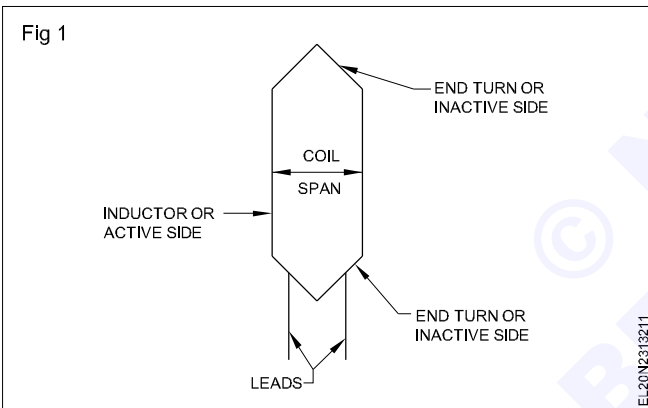 Fig 1
END TURN OR
INACTIVE SIDE
COIL
SPAN
INDUCTOR OR
ACTIVE SIDE
END TURN OR
INACTIVE SIDE
LEADS
EL20N2313211
©